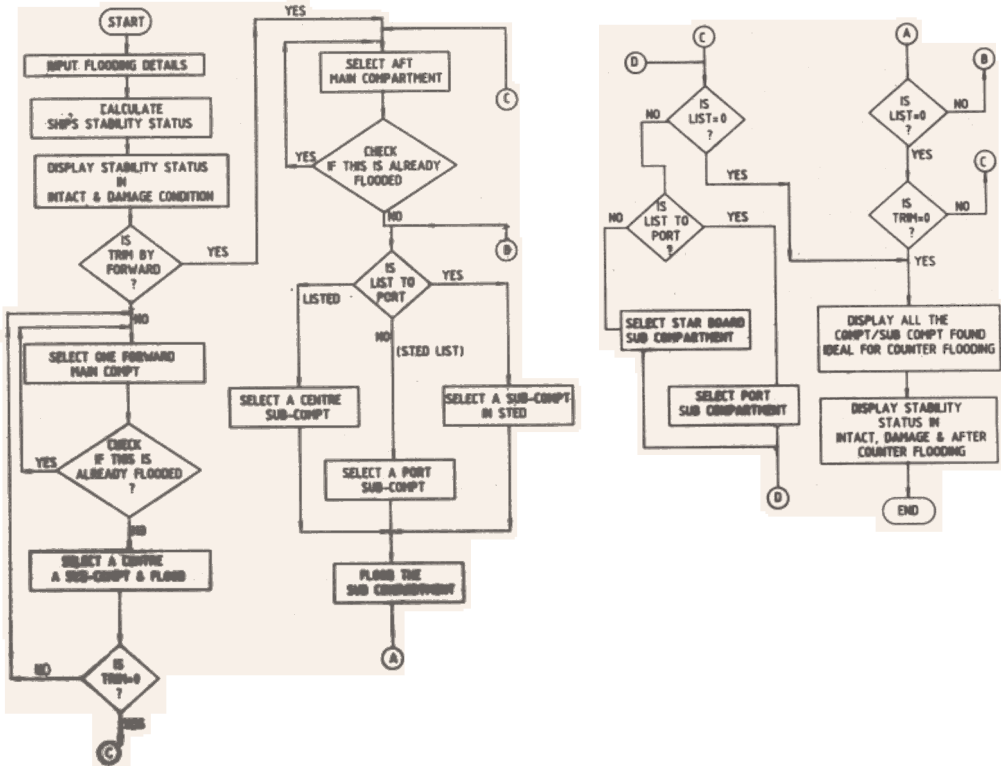 START
INPUT FLOODING DETAILS
CALCULATE
SHIP'S STABILITY STATUS
DISPLAY STABILITY STATUS
IN
INTACT & DAMAGE CONDITION
IS
TRIM BY
FORWARD
?
YES
NO
SELECT ONE FORWARD
MAIN COMPT
CHECK
IF THIS IS
ALREADY FLOODED
?
YES
NO
SELECT A CENTRE
A SUB-COMPT & FLOOD
IS
TRIM=0
?
NO
YES
C
YES
SELECT AFT
MAIN COMPARTMENT
C
CHECK
IF THIS IS ALREADY
FLOODED
YES
NO
B
IS
LIST TO
PORT
YES
LISTED
NO
(STED LIST)
SELECT A CENTRE
SUB-COMPT
SELECT A SUB-COMPT
IN STED
SELECT A PORT
SUB-COMPT
FLOOD THE
SUB COMPARTMENT
A
C
D
IS
LIST=0
?
NO
YES
IS
LIST TO
PORT
?
NO
YES
SELECT STAR BOARD
SUB COMPARTMENT
SELECT PORT
SUB COMPARTMENT
D
A
B
IS
LIST=0
?
NO
YES
C
IS
TRIM=0
?
NO
YES
DISPLAY ALL THE
COMPT/SUB COMPT FOUND
IDEAL FOR COUNTER FLOODING
DISPLAY STABILITY
STATUS IN
INTACT, DAMAGE & AFTER
COUNTER FLOODING
END